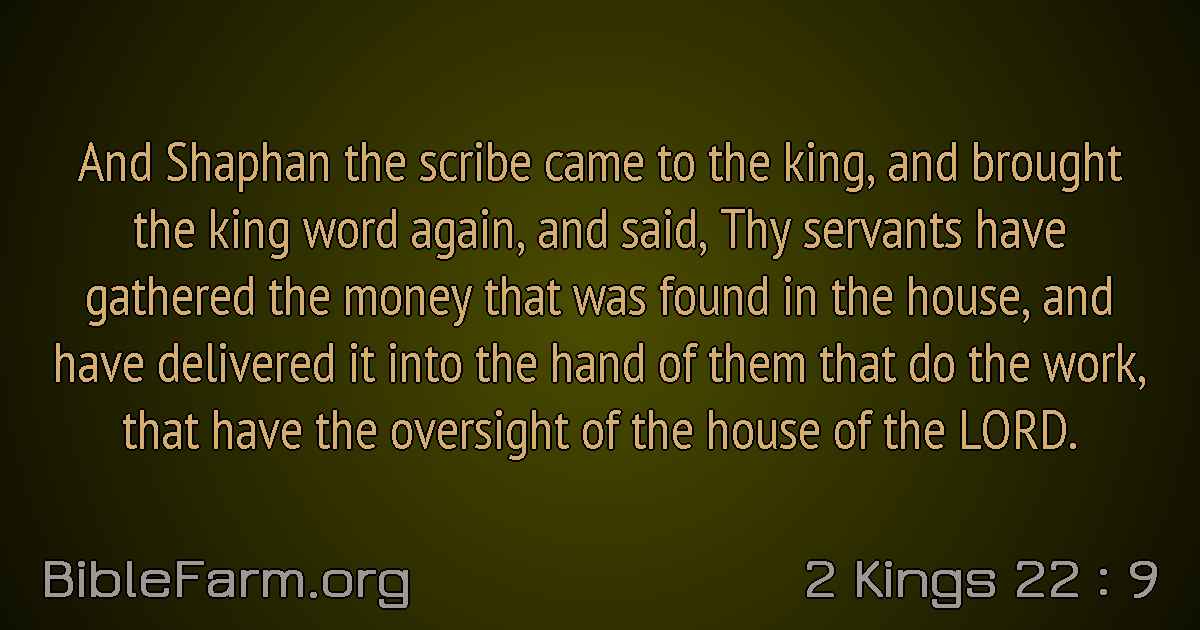 And Shaphan the scribe came to the king, and brought
the king word again, and said, Thy servants have
gathered the money that was found in the house, and
have delivered it into the hand of them that do the work,
that have the oversight of the house of the LORD.
BibleFarm.org
2 Kings 22 : 9